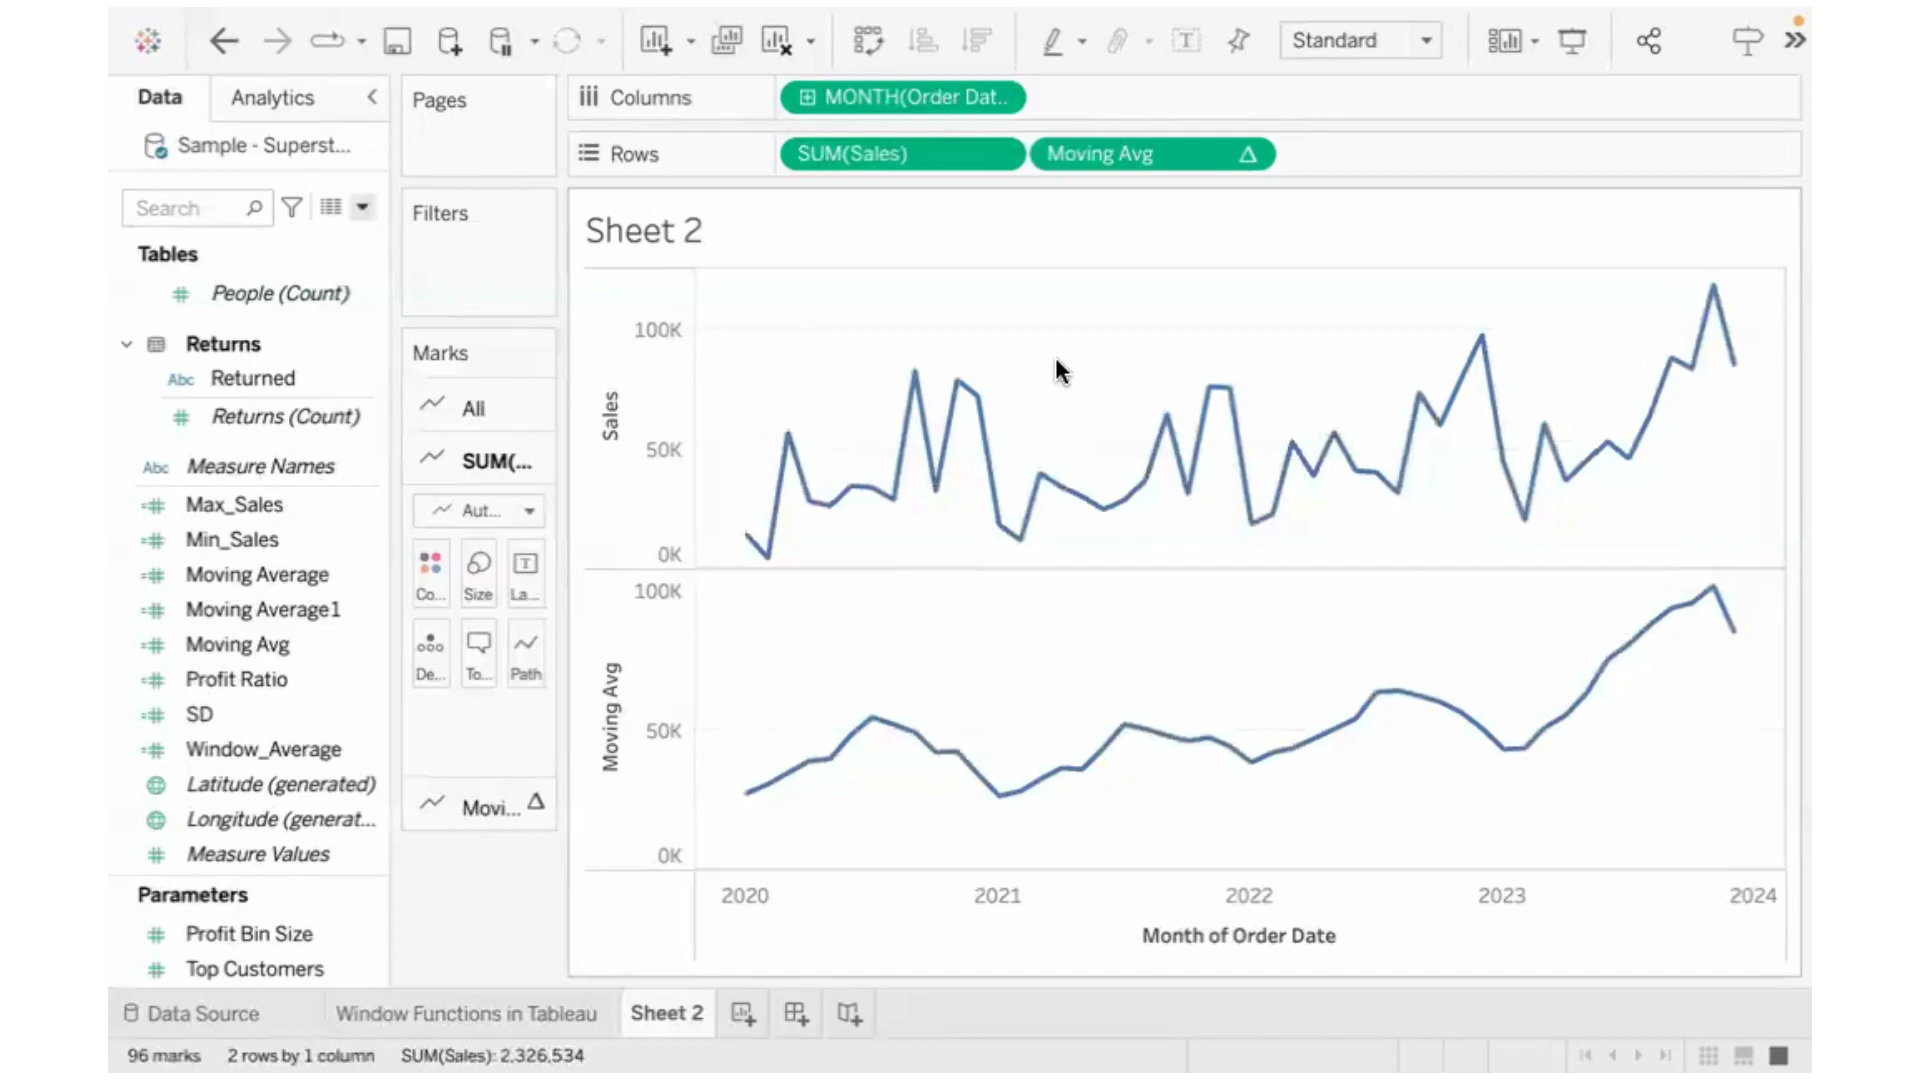 Standard
Data
Analytics
Sample - Superst...
Search
Tables
People (Count)
Returns
Abc Returned
Returns (Count)
Abc Measure Names
Max_Sales
Min_Sales
Moving Average
Moving Average1
Moving Avg
Profit Ratio
SD
Window_Average
Latitude (generated)
Longitude (generat...
Measure Values
Parameters
Profit Bin Size
Top Customers
Pages
Filters
Marks
All
SUM(...
Aut...
Co... Size La...
De... To... Path
Movi...
Columns MONTH(Order Dat..
Rows SUM(Sales) Moving Avg
Sheet 2
Sales
100K
50K
0K
Moving Avg
100K
50K
0K
2020 2021 2022 2023 2024
Month of Order Date
Data Source Window Functions in Tableau Sheet 2
96 marks 2 rows by 1 column SUM(Sales): 2,326,534